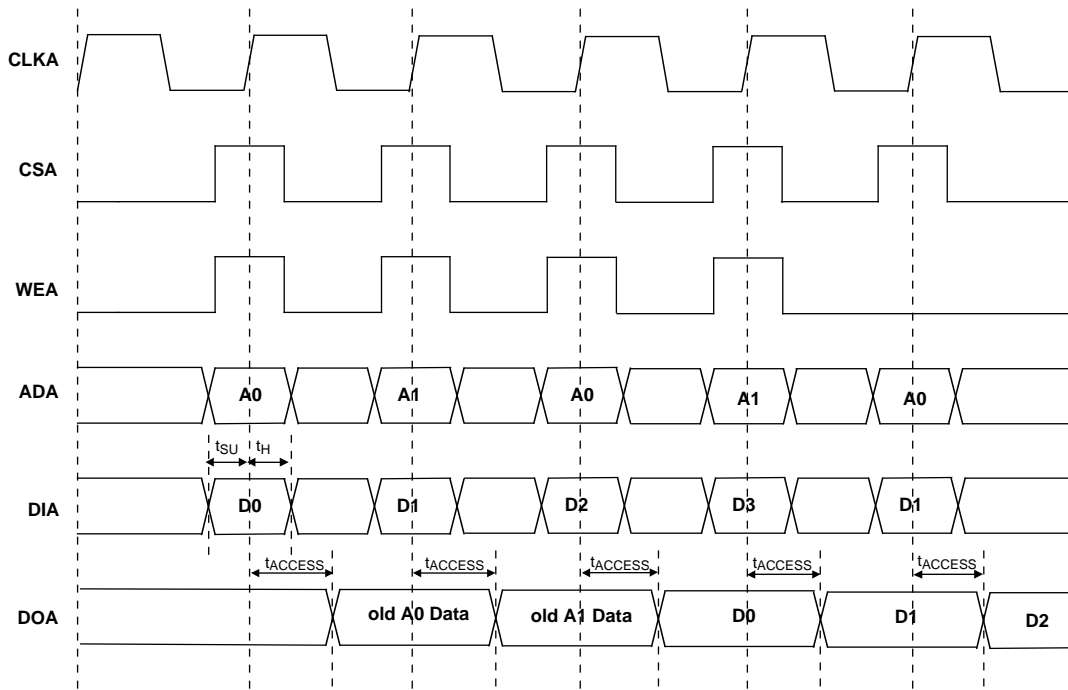 CLKA
CSA
WEA
ADA A0 A1 A0 A1 A0
tSU tH
DIA D0 D1 D2 D3 D1
tACCESS tACCESS tACCESS tACCESS tACCESS
DOA old A0 Data old A1 Data D0 D1 D2